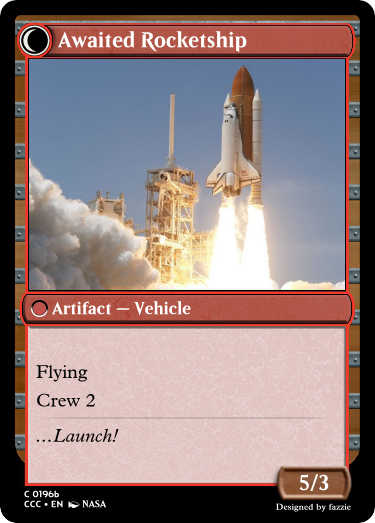 Awaited Rocketship
Artifact — Vehicle
Flying
Crew 2
...Launch!
5/3
C 0196b
CCC • EN NASA
Designed by fazzie